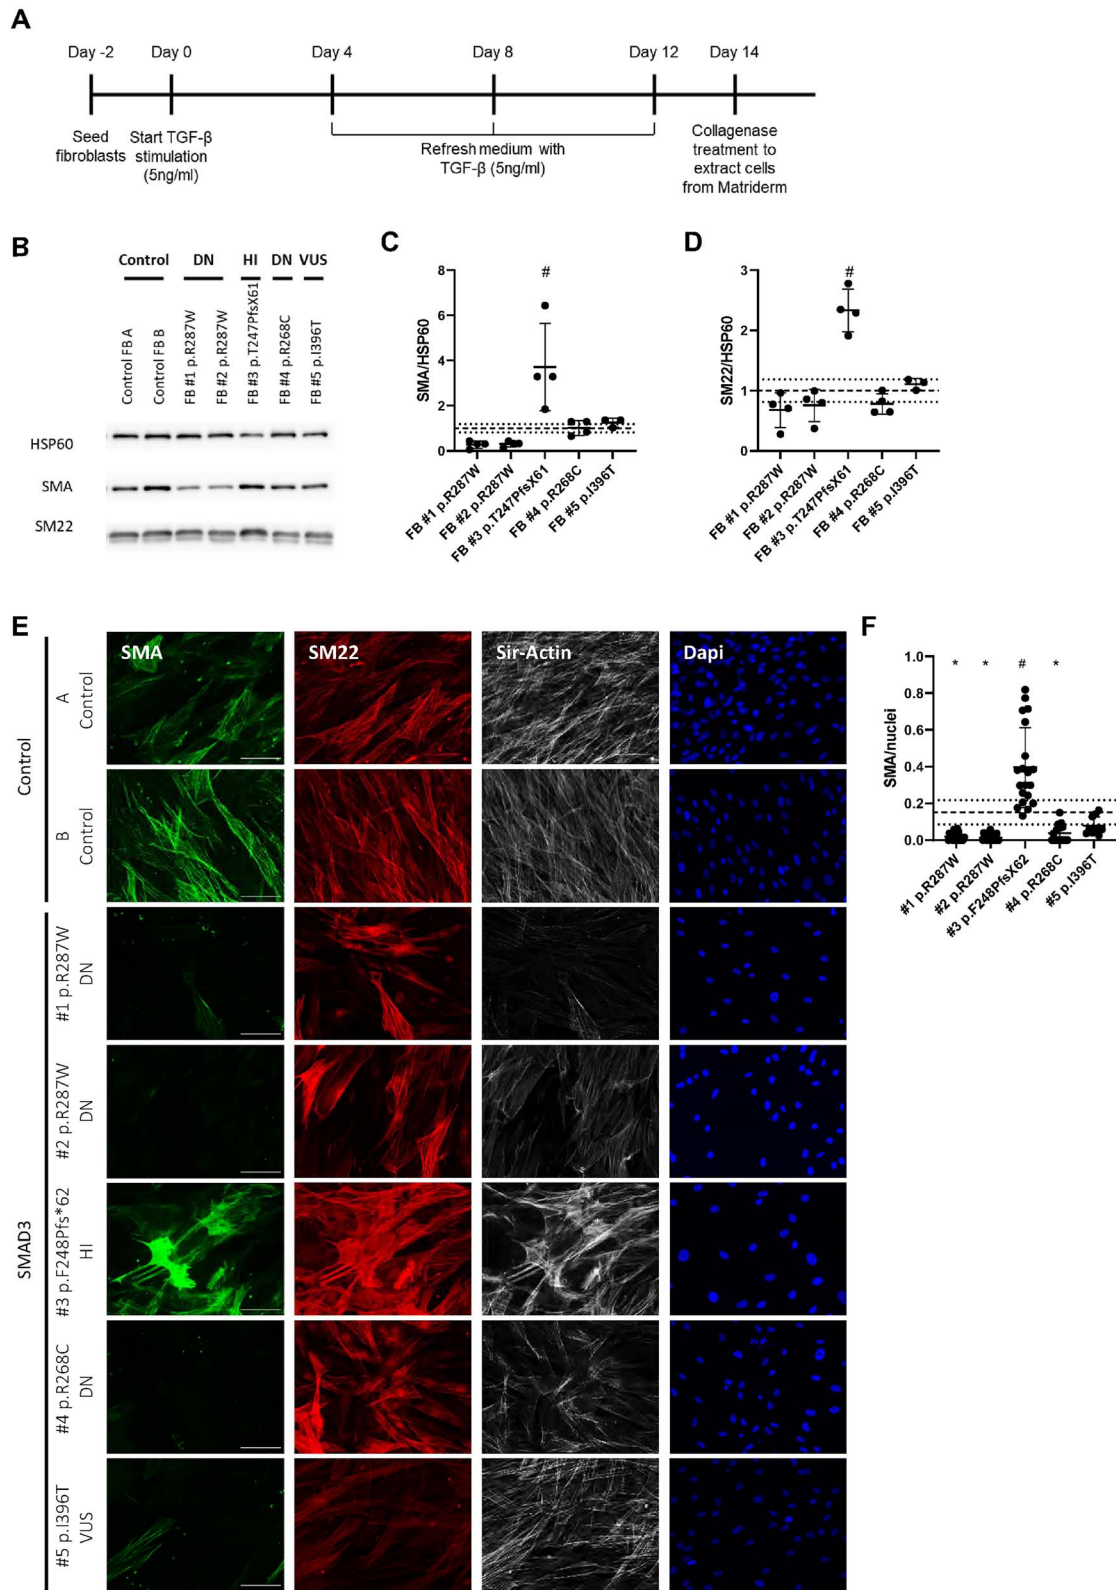 A
Day -2
Day 0
Day 4
Day 8
Day 12
Day 14
Seed
fibroblasts
Start TGF-β
stimulation
(5ng/ml)
Refresh medium with
TGF-β (5ng/ml)
Collagenase
treatment to
extract cells
from Matriderm
B
Control
DN
HI
DN
VUS
Control FB A
Control FB B
FB #1 p.R287W
FB #2 p.R287W
FB #3 p.T247PfsX61
FB #4 p.R268C
FB #5 p.I396T
HSP60
SMA
SM22
C
SMA/HSP60
8
6
4
2
0
#
FB #1 p.R287W
FB #2 p.R287W
FB #3 p.T247PfsX61
FB #4 p.R268C
FB #5 p.I396T
D
SM22/HSP60
3
2
1
0
#
FB #1 p.R287W
FB #2 p.R287W
FB #3 p.T247PfsX61
FB #4 p.R268C
FB #5 p.I396T
E
SMA
SM22
Sir-Actin
Dapi
Control
A
Control
B
Control
SMAD3
#1 p.R287W
DN
#2 p.R287W
DN
#3 p.F248Pfs*62
HI
#4 p.R268C
DN
#5 p.I396T
VUS
F
SMA/nuclei
1.0
0.8
0.6
0.4
0.2
0.0
* * # *
#1 p.R287W
#2 p.R287W
#3 p.F248PfsX62
#4 p.R268C
#5 p.I396T